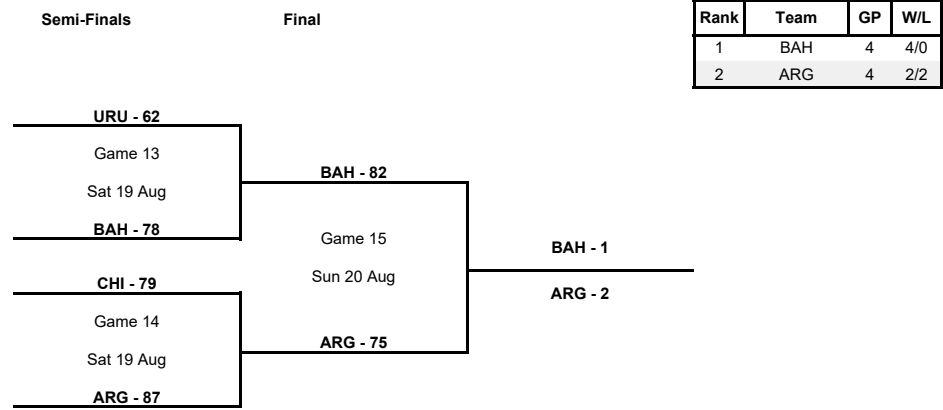 Semi-Finals Final
Rank Team GP W/L
1 BAH 4 4/0
2 ARG 4 2/2
URU - 62
Game 13
Sat 19 Aug
BAH - 78
BAH - 82
Game 15
Sun 20 Aug
ARG - 75
CHI - 79
Game 14
Sat 19 Aug
ARG - 87
BAH - 1
ARG - 2